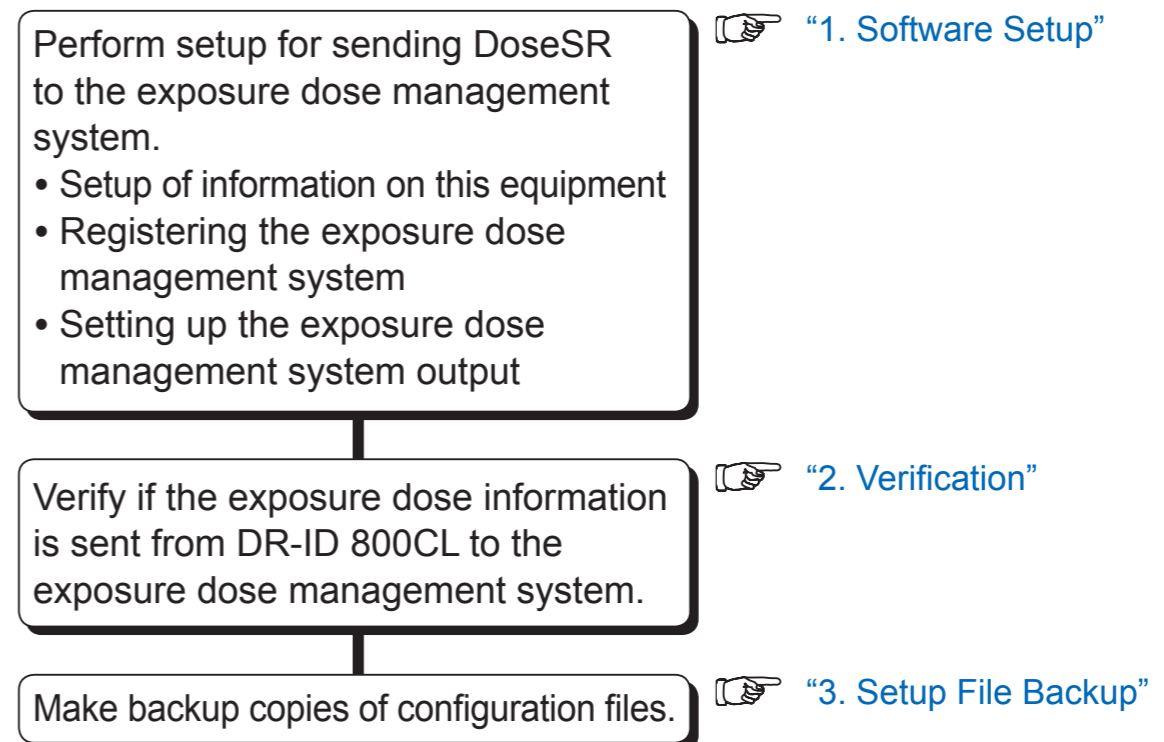 Perform setup for sending DoseSR
to the exposure dose management
system.
• Setup of information on this equipment
• Registering the exposure dose
management system
• Setting up the exposure dose
management system output
“1. Software Setup”
Verify if the exposure dose information
is sent from DR-ID 800CL to the
exposure dose management system.
“2. Verification”
Make backup copies of configuration files.
“3. Setup File Backup”